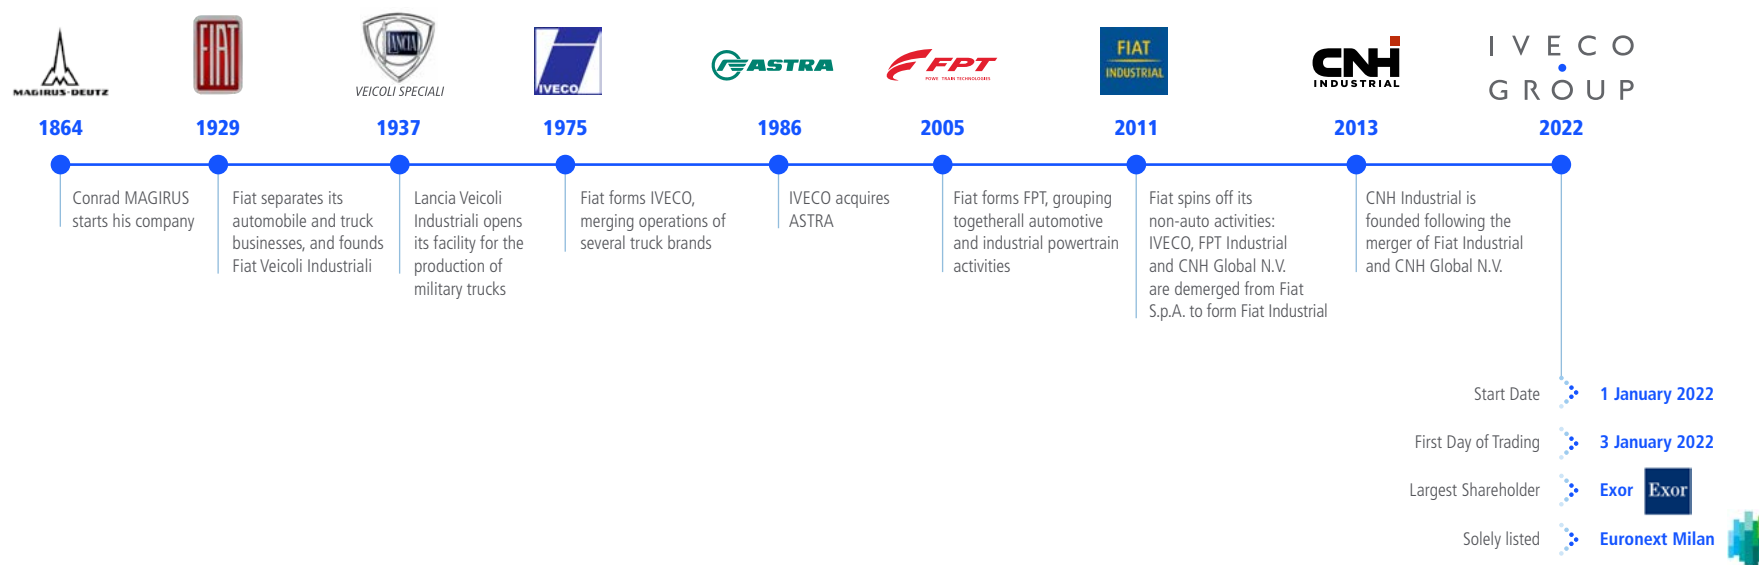 MAGIRUS-DEUTZ
FIAT
LANCIA
VEICOLI SPECIALI
IVECO
ASTRA
FPT
POWERTRAIN TECHNOLOGIES
FIAT
INDUSTRIAL
CNH
INDUSTRIAL
IVECO
GROUP
1864
1929
1937
1975
1986
2005
2011
2013
2022
Conrad MAGIRUS
starts his company
Fiat separates its
automobile and truck
businesses, and founds
Fiat Veicoli Industriali
Lancia Veicoli
Industriali opens
its facility for the
production of
military trucks
Fiat forms IVECO,
merging operations of
several truck brands
IVECO acquires
ASTRA
Fiat forms FPT, grouping
togetherall automotive
and industrial powertrain
activities
Fiat spins off its
non-auto activities:
IVECO, FPT Industrial
and CNH Global N.V.
are demerged from Fiat
S.p.A. to form Fiat Industrial
CNH Industrial is
founded following the
merger of Fiat Industrial
and CNH Global N.V.
Start Date 1 January 2022
First Day of Trading 3 January 2022
Largest Shareholder Exor Exor
Solely listed Euronext Milan